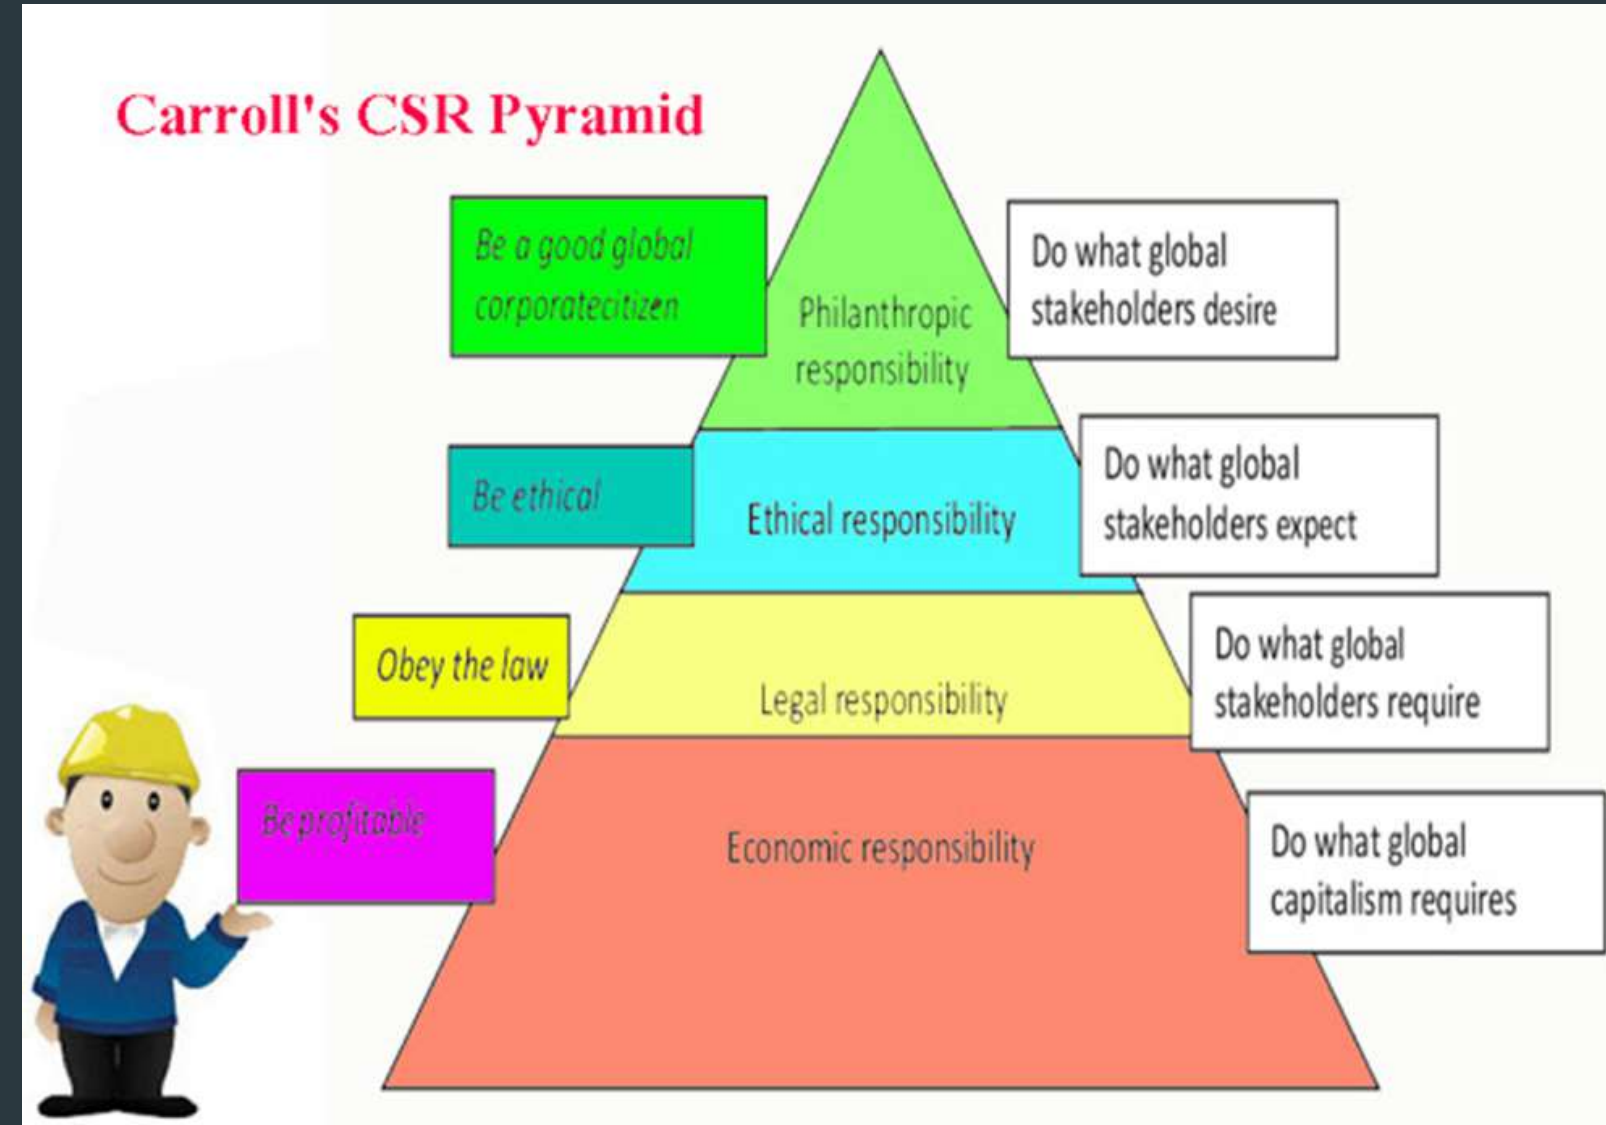 Carroll's CSR Pyramid
Be a good global
corporatecitizen
Philanthropic
responsibility
Do what global
stakeholders desire
Be ethical
Ethical responsibility
Do what global
stakeholders expect
Obey the law
Legal responsibility
Do what global
stakeholders require
Be profitable
Economic responsibility
Do what global
capitalism requires